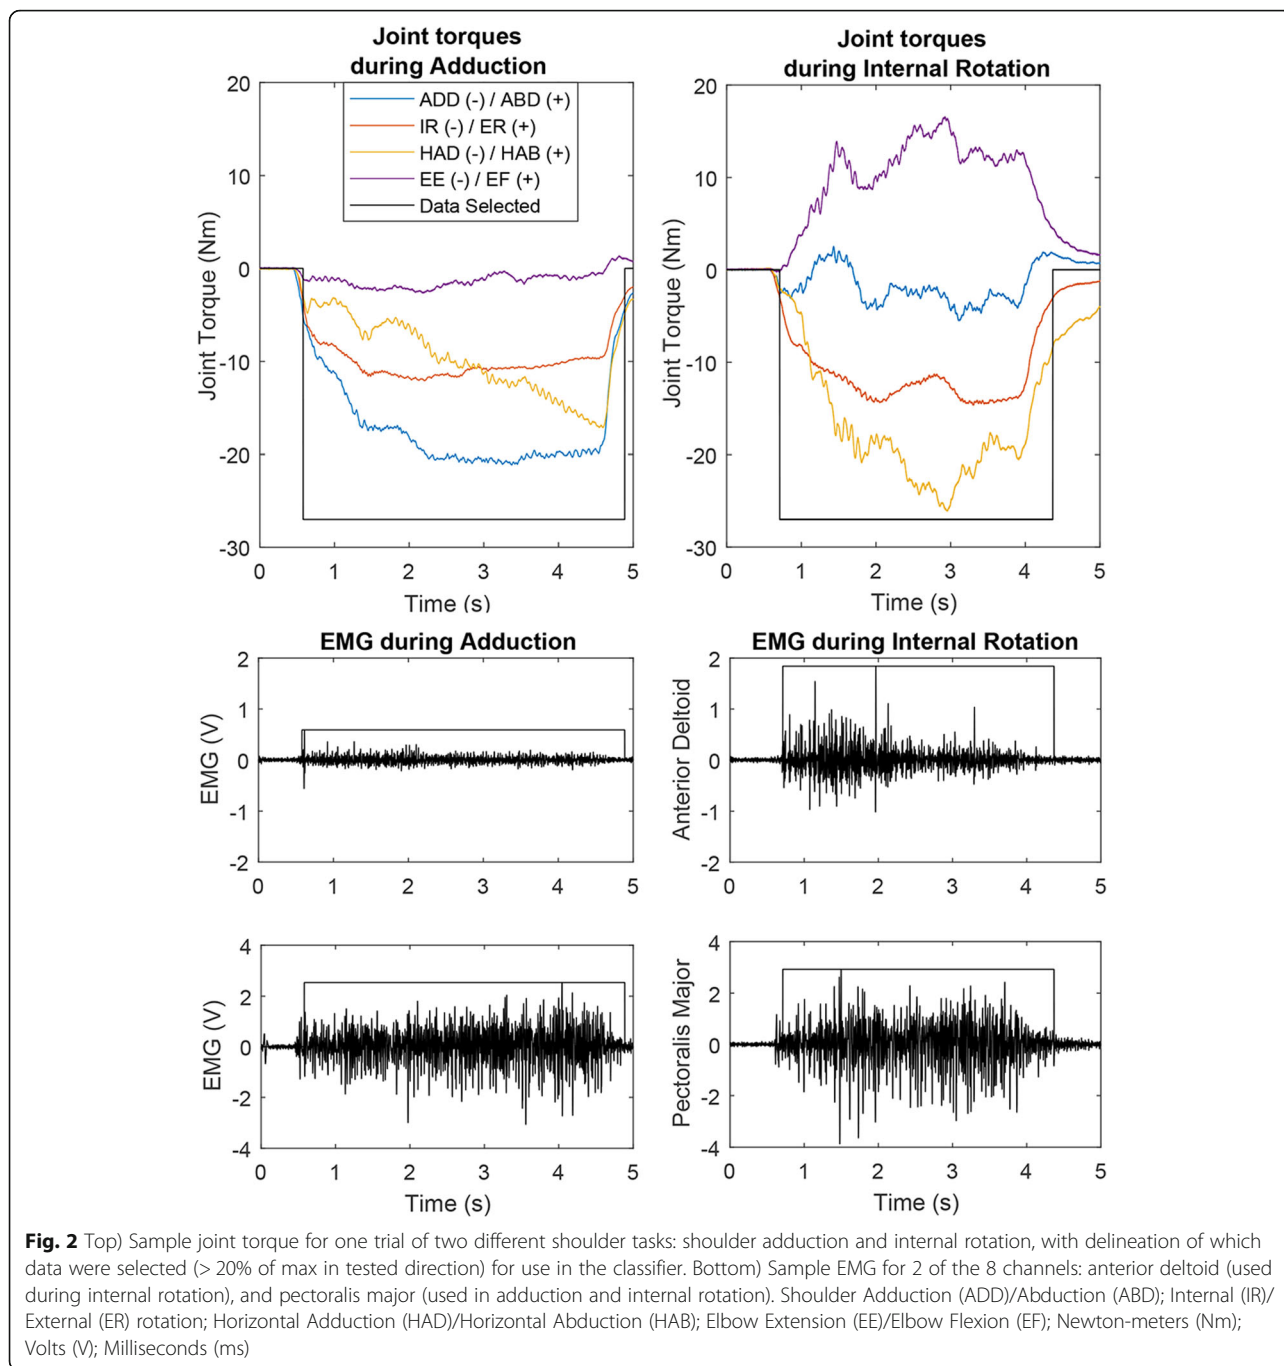 Joint torques
during Adduction
20
10
0
-10
-20
-30
Joint Torque (Nm)
ADD (-) / ABD (+)
IR (-) / ER (+)
HAD (-) / HAB (+)
EE (-) / EF (+)
Data Selected
0 1 2 3 4 5
Time (s)
Joint torques
during Internal Rotation
20
10
0
-10
-20
-30
Joint Torque (Nm)
0 1 2 3 4 5
Time (s)
EMG during Adduction
2
1
0
-1
-2
EMG (V)
0 1 2 3 4 5
EMG during Internal Rotation
2
1
0
-1
-2
Anterior Deltoid
0 1 2 3 4 5
4
2
0
-2
-4
EMG (V)
0 1 2 3 4 5
Time (s)
4
2
0
-2
-4
Pectoralis Major
0 1 2 3 4 5
Time (s)
Fig. 2 Top) Sample joint torque for one trial of two different shoulder tasks: shoulder adduction and internal rotation, with delineation of which
data were selected (> 20% of max in tested direction) for use in the classifier. Bottom) Sample EMG for 2 of the 8 channels: anterior deltoid (used
during internal rotation), and pectoralis major (used in adduction and internal rotation). Shoulder Adduction (ADD)/Abduction (ABD); Internal (IR)/
External (ER) rotation; Horizontal Adduction (HAD)/Horizontal Abduction (HAB); Elbow Extension (EE)/Elbow Flexion (EF); Newton-meters (Nm);
Volts (V); Milliseconds (ms)